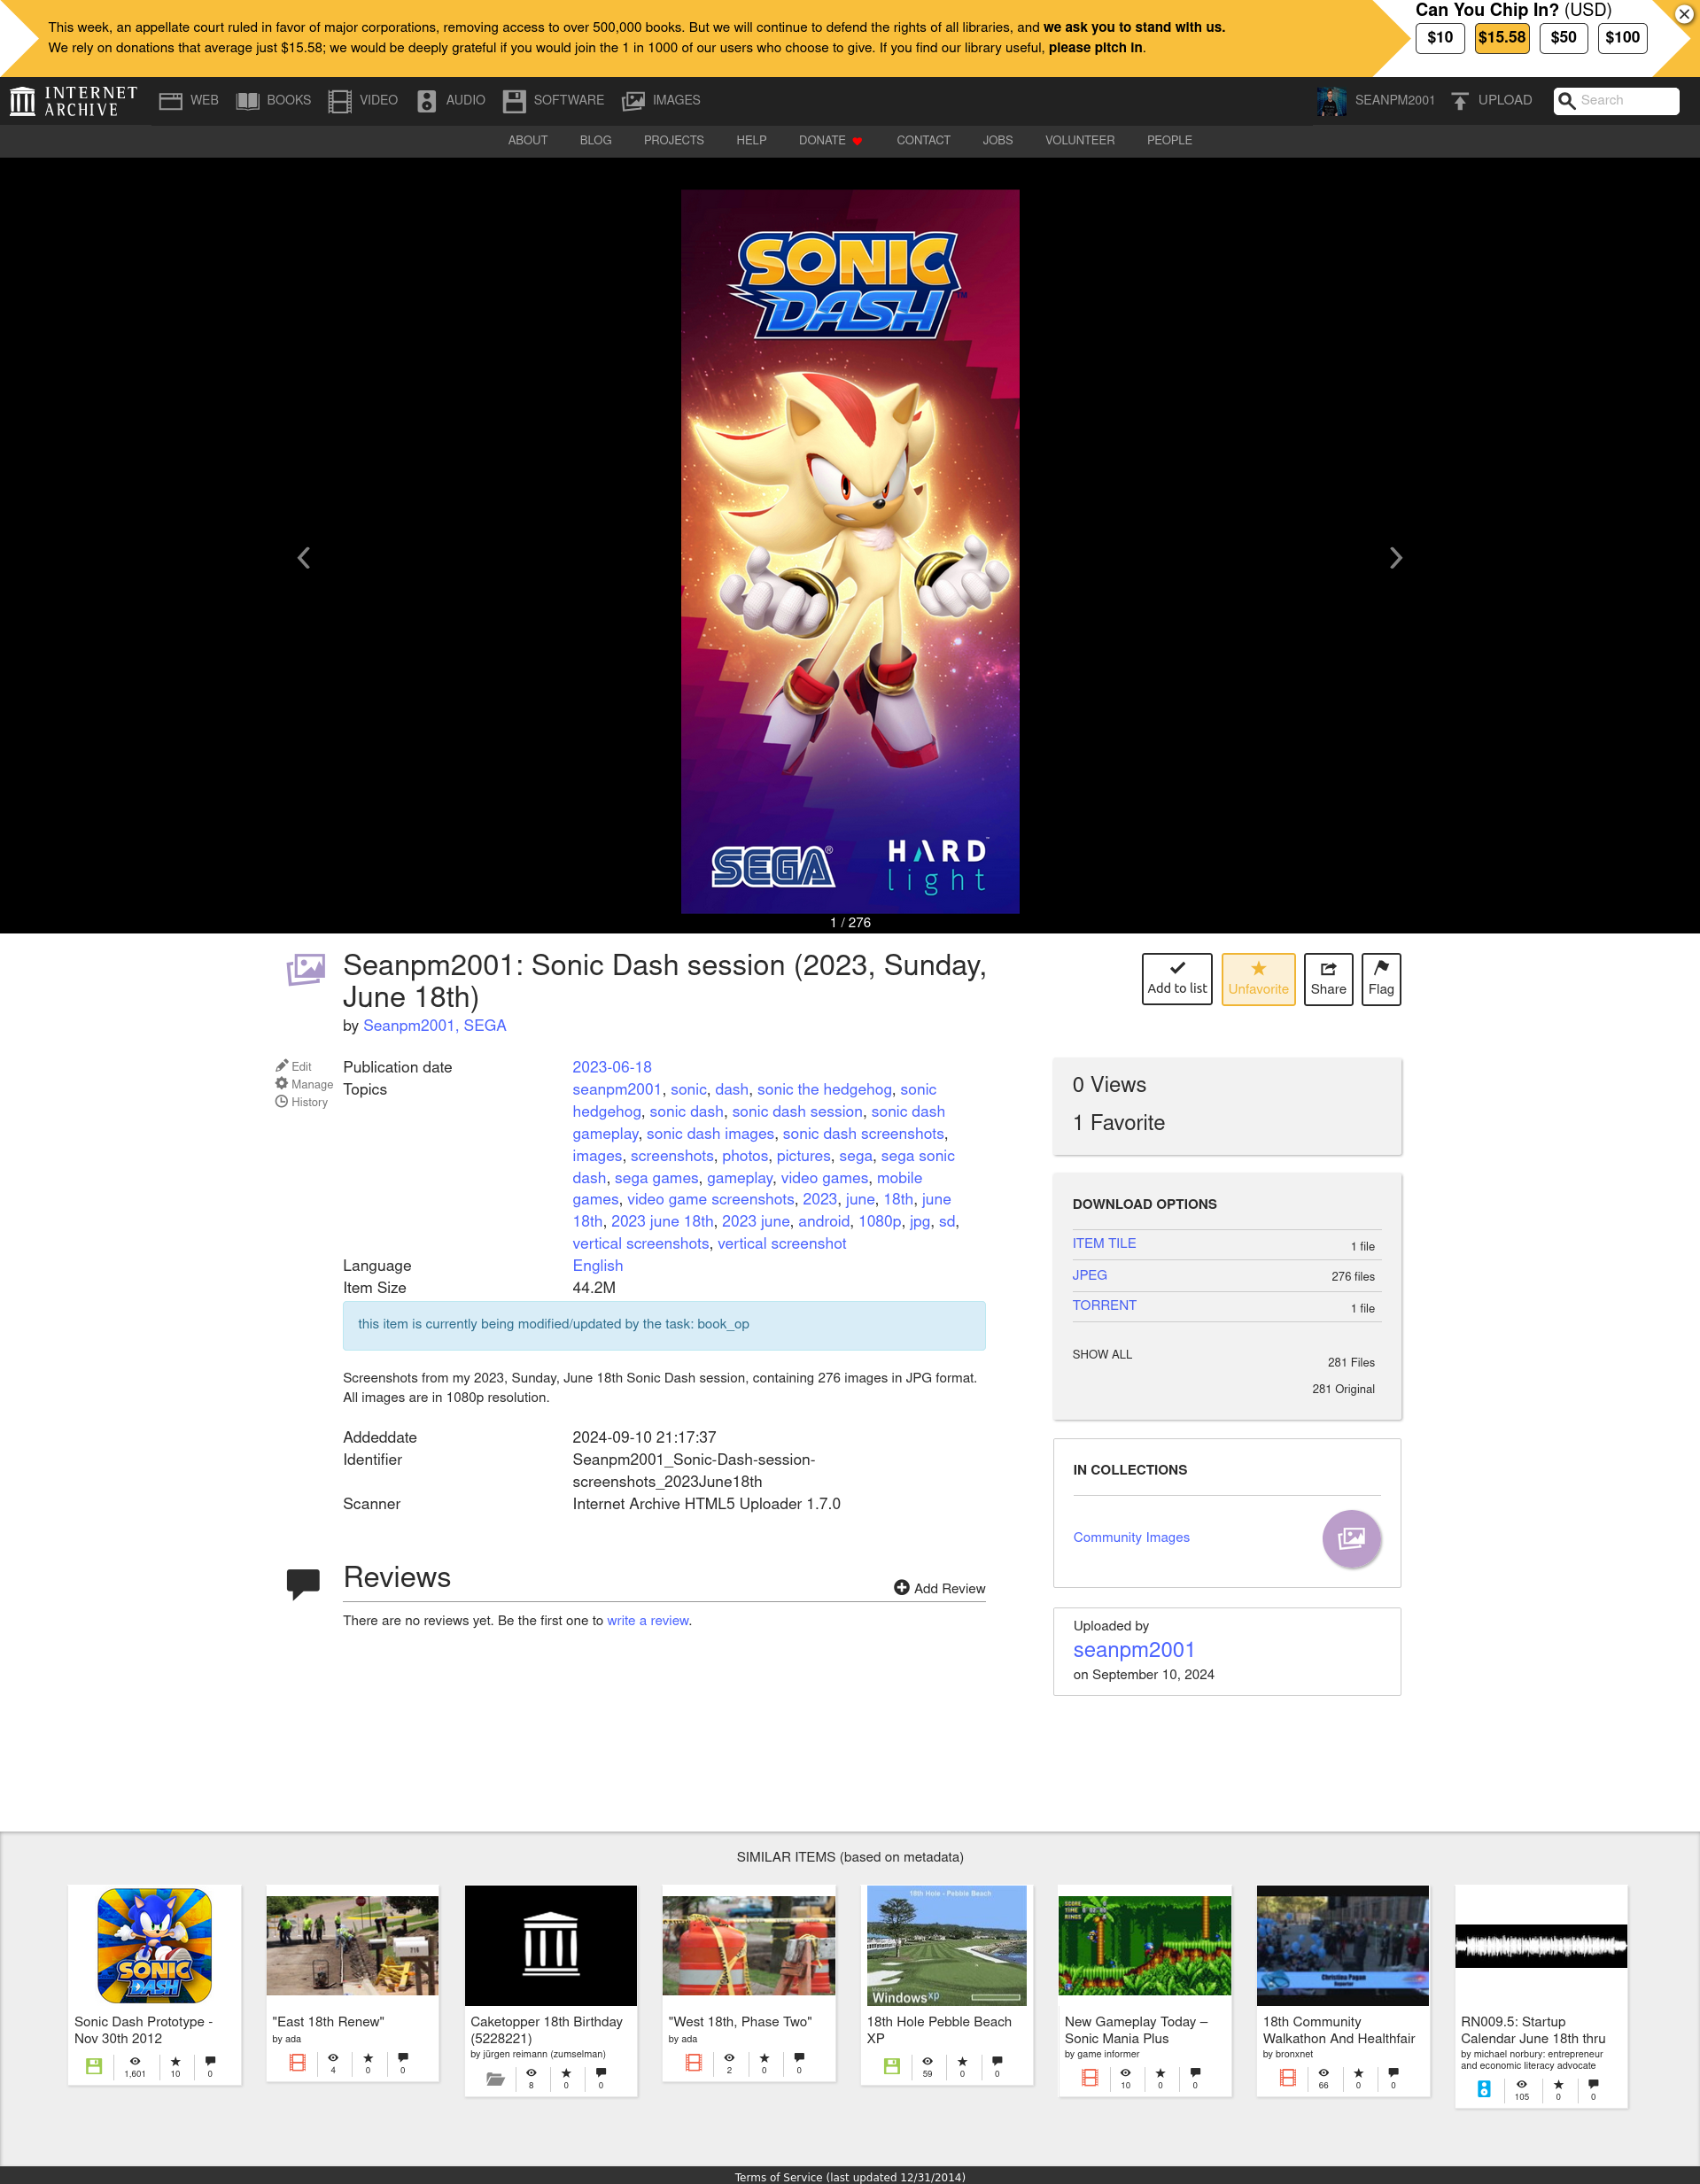 This week, an appellate court ruled in favor of major corporations, removing access to over 500,000 books. But we will continue to defend the rights of all libraries, and we ask you to stand with us.
We rely on donations that average just $15.58; we would be deeply grateful if you would join the 1 in 1000 of our users who choose to give. If you find our library useful, please pitch in.
Can You Chip In? (USD)
$10 $15.58 $50 $100
INTERNET ARCHIVE
WEB BOOKS VIDEO AUDIO SOFTWARE IMAGES SEANPM2001 UPLOAD Search
ABOUT BLOG PROJECTS HELP DONATE CONTACT JOBS VOLUNTEER PEOPLE
SONIC
DASH™
SEGA®
HARD
light
1 / 276
Seanpm2001: Sonic Dash session (2023, Sunday,
June 18th)
by Seanpm2001, SEGA
Add to list Unfavorite Share Flag
Edit
Manage
History
Publication date 2023-06-18
Topics seanpm2001, sonic, dash, sonic the hedgehog, sonic
hedgehog, sonic dash, sonic dash session, sonic dash
gameplay, sonic dash images, sonic dash screenshots,
images, screenshots, photos, pictures, sega, sega sonic
dash, sega games, gameplay, video games, mobile
games, video game screenshots, 2023, june, 18th, june
18th, 2023 june 18th, 2023 june, android, 1080p, jpg, sd,
vertical screenshots, vertical screenshot
Language English
Item Size 44.2M
this item is currently being modified/updated by the task: book_op
Screenshots from my 2023, Sunday, June 18th Sonic Dash session, containing 276 images in JPG format.
All images are in 1080p resolution.
Addeddate 2024-09-10 21:17:37
Identifier Seanpm2001_Sonic-Dash-session-
screenshots_2023June18th
Scanner Internet Archive HTML5 Uploader 1.7.0
Reviews
Add Review
There are no reviews yet. Be the first one to write a review.
0 Views
1 Favorite
DOWNLOAD OPTIONS
ITEM TILE 1 file
JPEG 276 files
TORRENT 1 file
SHOW ALL 281 Files
281 Original
IN COLLECTIONS
Community Images
Uploaded by
seanpm2001
on September 10, 2024
SIMILAR ITEMS (based on metadata)
SONIC
DASH
Sonic Dash Prototype -
Nov 30th 2012
1,601 10 0
"East 18th Renew"
by ada
4 0 0
Caketopper 18th Birthday
(5228221)
by jürgen reimann (zumselman)
8 0 0
"West 18th, Phase Two"
by ada
2 0 0
18th Hole - Pebble Beach
Windows xp
18th Hole Pebble Beach
XP
59 0 0
SCORE
TIME
RINGS
New Gameplay Today –
Sonic Mania Plus
by game informer
10 0 0
Christina Pagan
Reporter
18th Community
Walkathon And Healthfair
by bronxnet
66 0 0
RN009.5: Startup
Calendar June 18th thru
by michael norbury: entrepreneur
and economic literacy advocate
105 0 0
Terms of Service (last updated 12/31/2014)